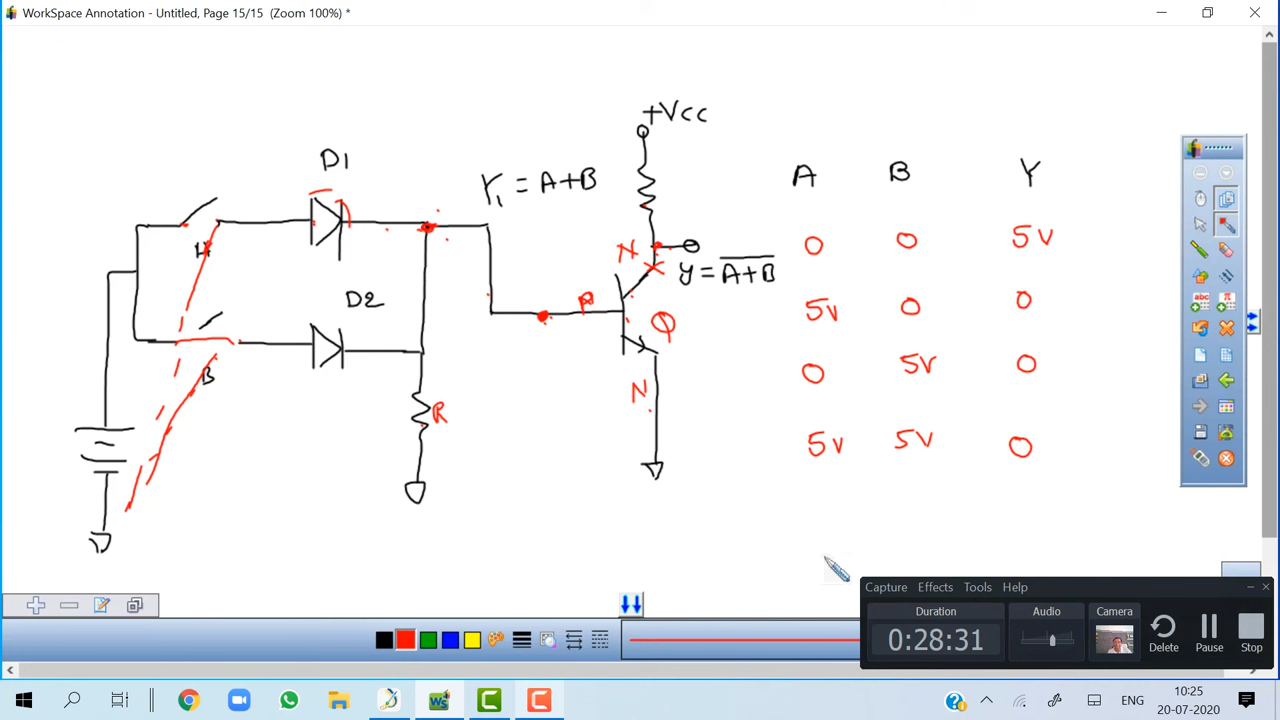 WorkSpace Annotation - Untitled, Page 15/15 (Zoom 100%) *
+Vcc
D1
Y₁ = A+B
A B Y
N
0 0 5V
y = A+B
D2
P
5V 0 0
Q
0 5V 0
B
N
R
5V 5V 0
abc π
Capture Effects Tools Help
Duration Audio Camera
0:28:31
Delete Pause Stop
ENG
10:25
20-07-2020